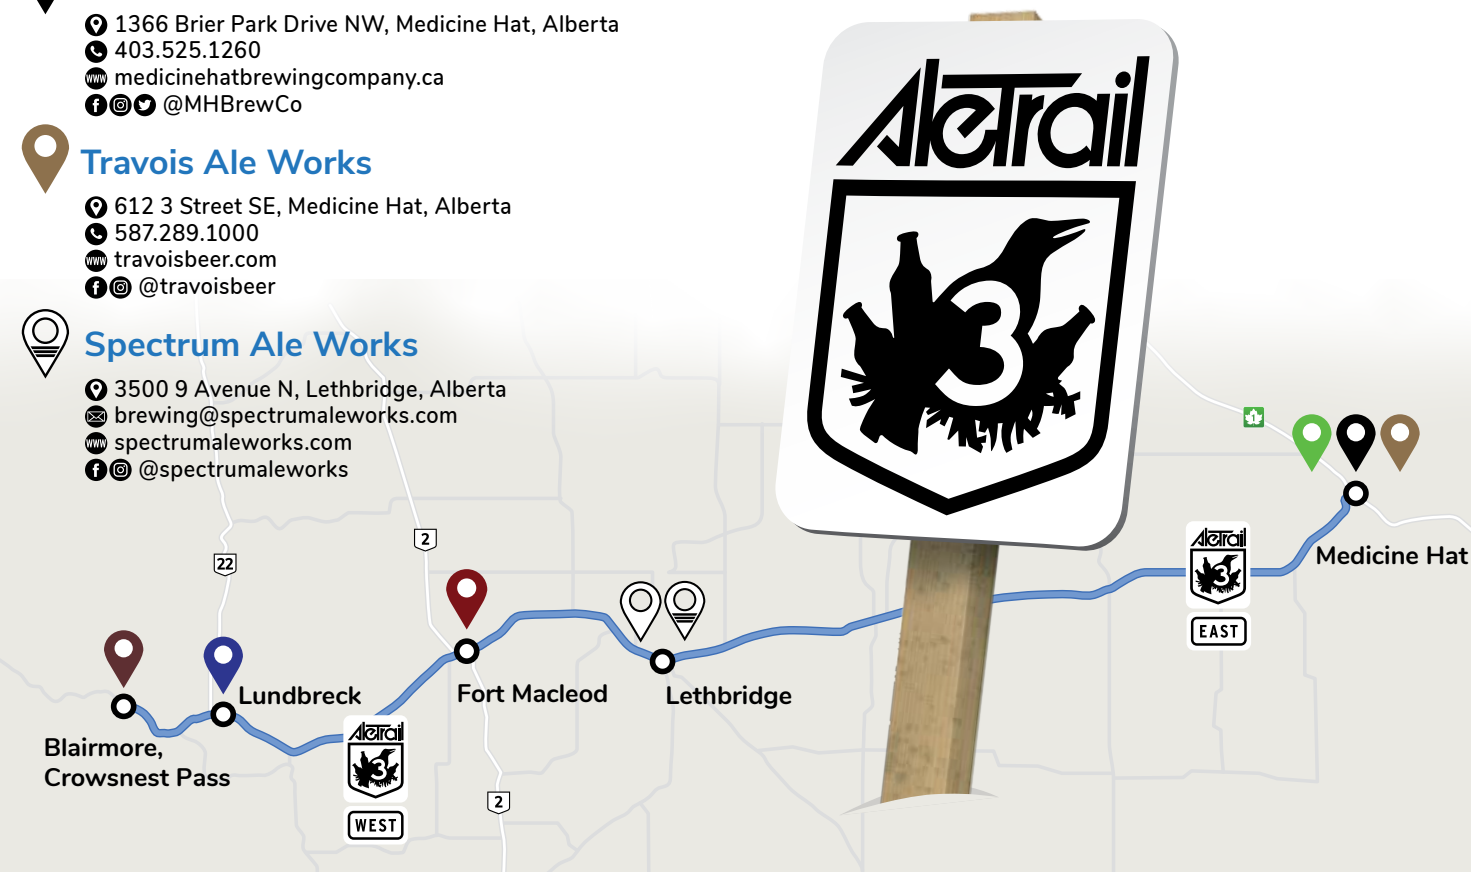 1366 Brier Park Drive NW, Medicine Hat, Alberta
403.525.1260
www medicinehatbrewingcompany.ca
@MHBrewCo
Travois Ale Works
612 3 Street SE, Medicine Hat, Alberta
587.289.1000
www travoisbeer.com
@travoisbeer
Spectrum Ale Works
3500 9 Avenue N, Lethbridge, Alberta
brewing@spectrumaleworks.com
www spectrumaleworks.com
@spectrumaleworks
AleTrail
3
1
Medicine Hat
AleTrail
3
EAST
2
22
Lundbreck
Fort Macleod
Lethbridge
Blairmore,
Crowsnest Pass
AleTrail
3
WEST
2